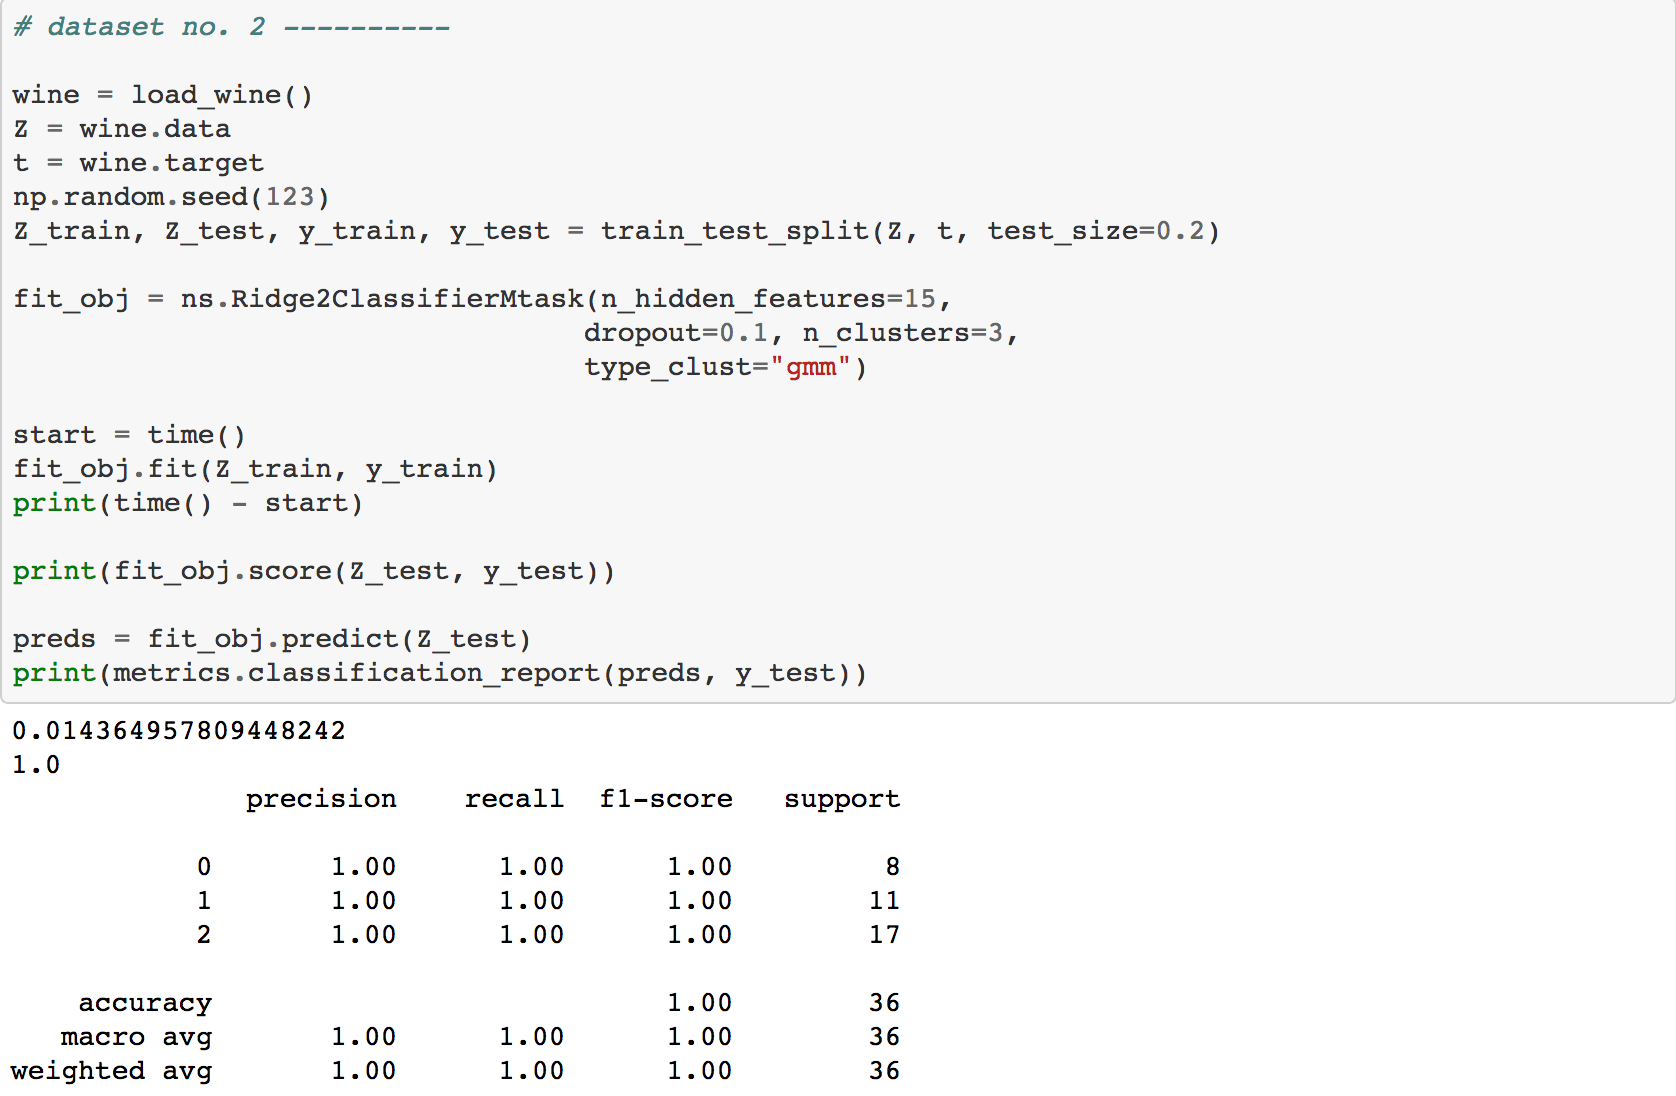 # dataset no. 2 ----------
wine = load_wine()
Z = wine.data
t = wine.target
np.random.seed(123)
Z_train, Z_test, y_train, y_test = train_test_split(Z, t, test_size=0.2)
fit_obj = ns.Ridge2ClassifierMtask(n_hidden_features=15,
dropout=0.1, n_clusters=3,
type_clust="gmm")
start = time()
fit_obj.fit(Z_train, y_train)
print(time() - start)
print(fit_obj.score(Z_test, y_test))
preds = fit_obj.predict(Z_test)
print(metrics.classification_report(preds, y_test))
0.014364957809448242
1.0
precision recall f1-score support
0 1.00 1.00 1.00 8
1 1.00 1.00 1.00 11
2 1.00 1.00 1.00 17
accuracy 1.00 36
macro avg 1.00 1.00 1.00 36
weighted avg 1.00 1.00 1.00 36